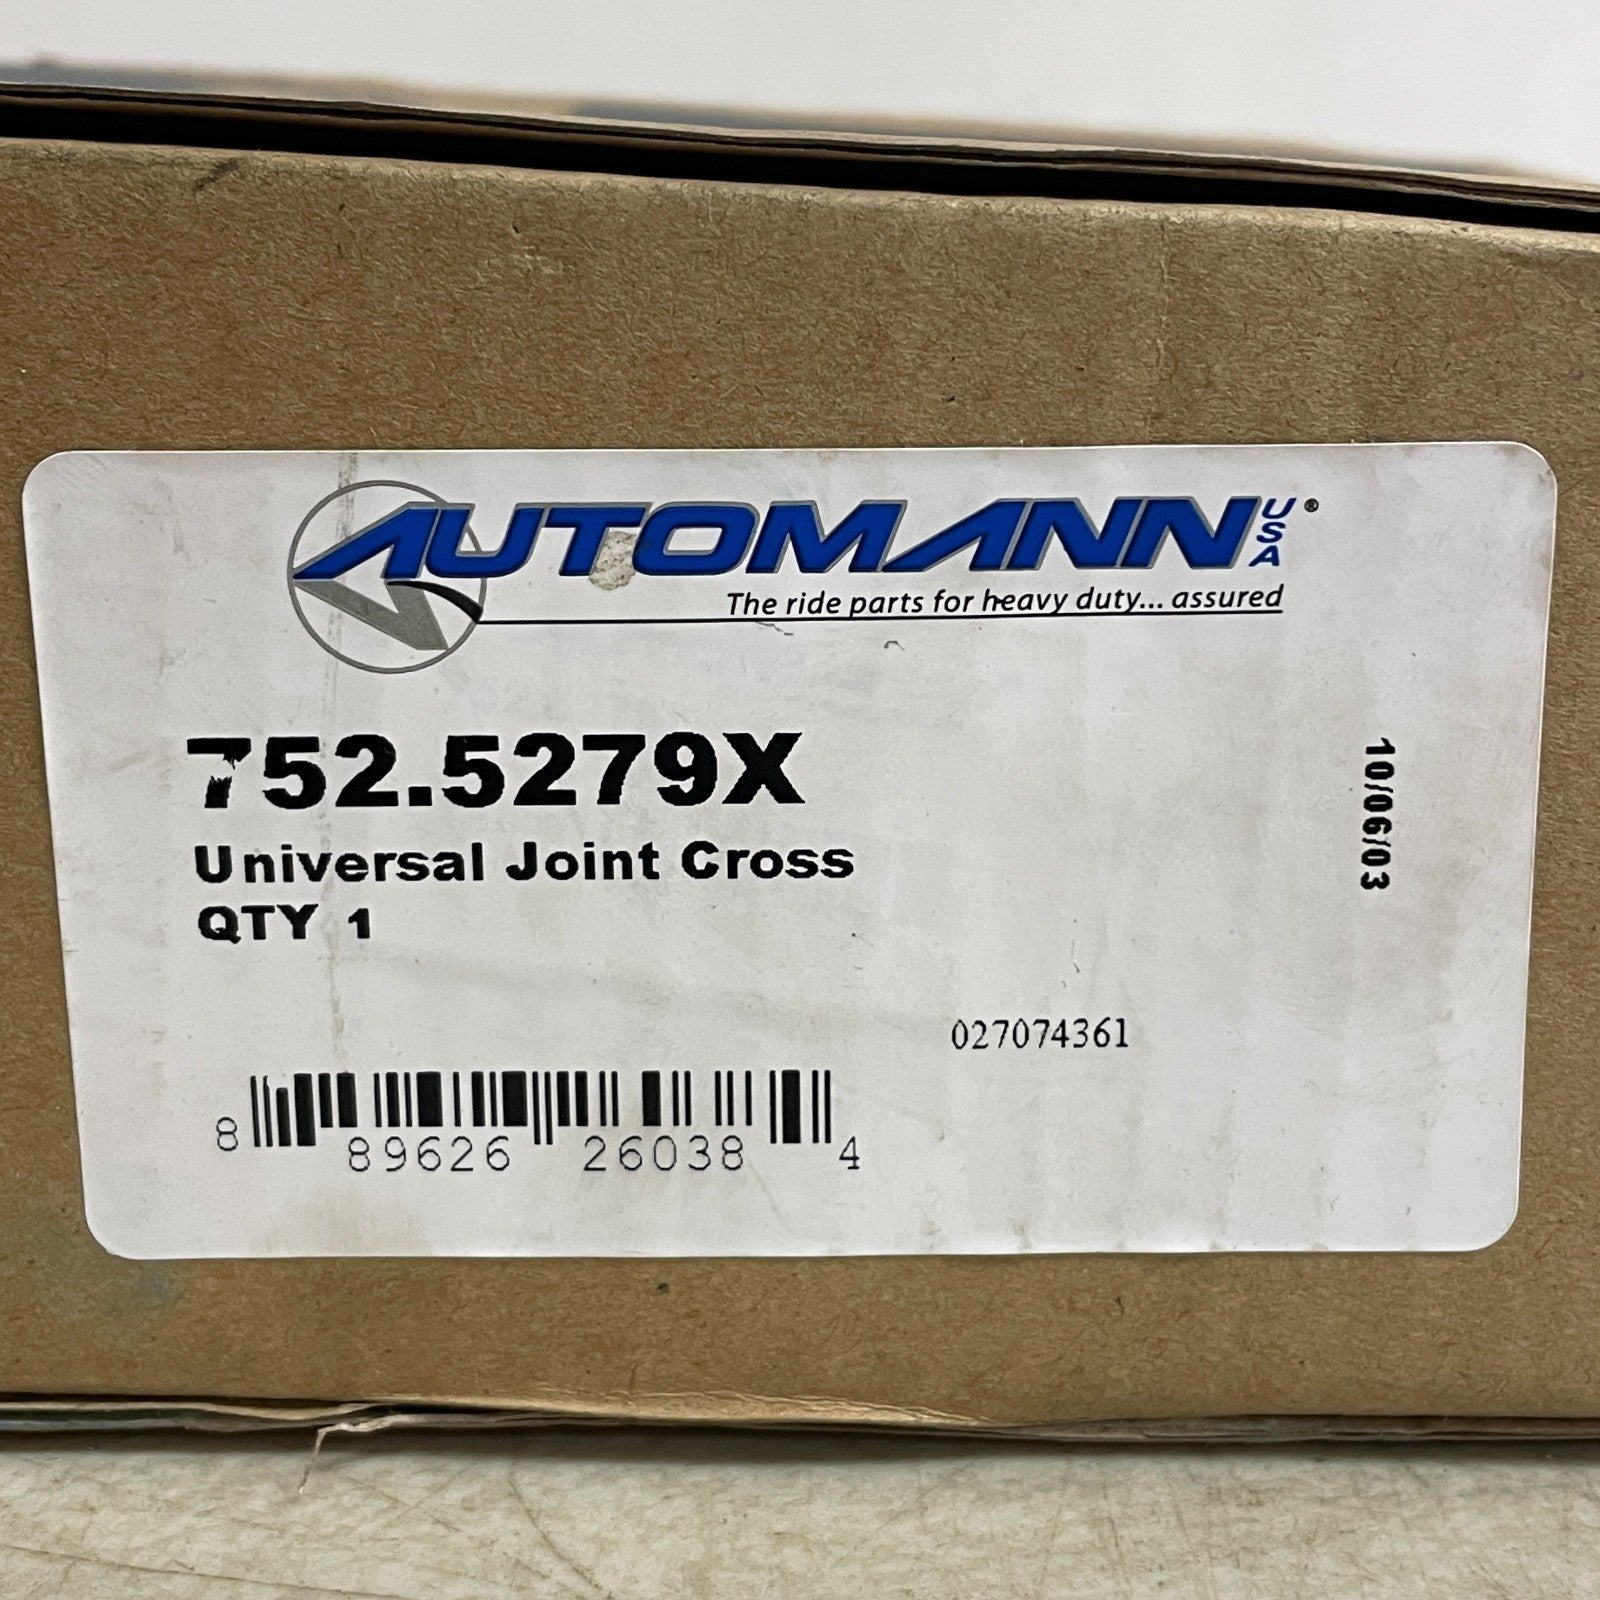 AUTOMANN USA®
The ride parts for heavy duty... assured
752.5279X
Universal Joint Cross
QTY 1
10/06/03
027074361
8 89626 26038 4